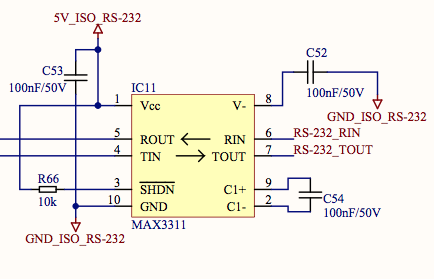 5V_ISO_RS-232
C53
100nF/50V
IC11
C52
100nF/50V
GND_ISO_RS-232
1 Vcc V- 8
5 ROUT RIN 6 RS-232_RIN
4 TIN TOUT 7 RS-232_TOUT
R66
10k
3 SHDN C1+ 9
10 GND C1- 2
C54
100nF/50V
MAX3311
GND_ISO_RS-232